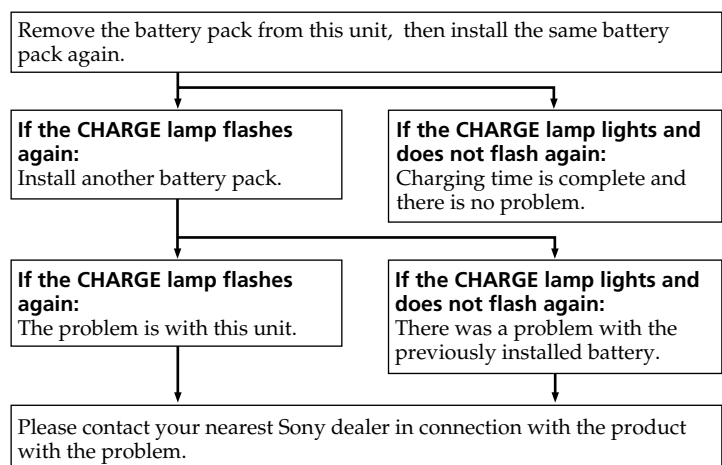 Remove the battery pack from this unit, then install the same battery
pack again.
If the CHARGE lamp flashes
again:
Install another battery pack.
If the CHARGE lamp lights and
does not flash again:
Charging time is complete and
there is no problem.
If the CHARGE lamp flashes
again:
The problem is with this unit.
If the CHARGE lamp lights and
does not flash again:
There was a problem with the
previously installed battery.
Please contact your nearest Sony dealer in connection with the product
with the problem.